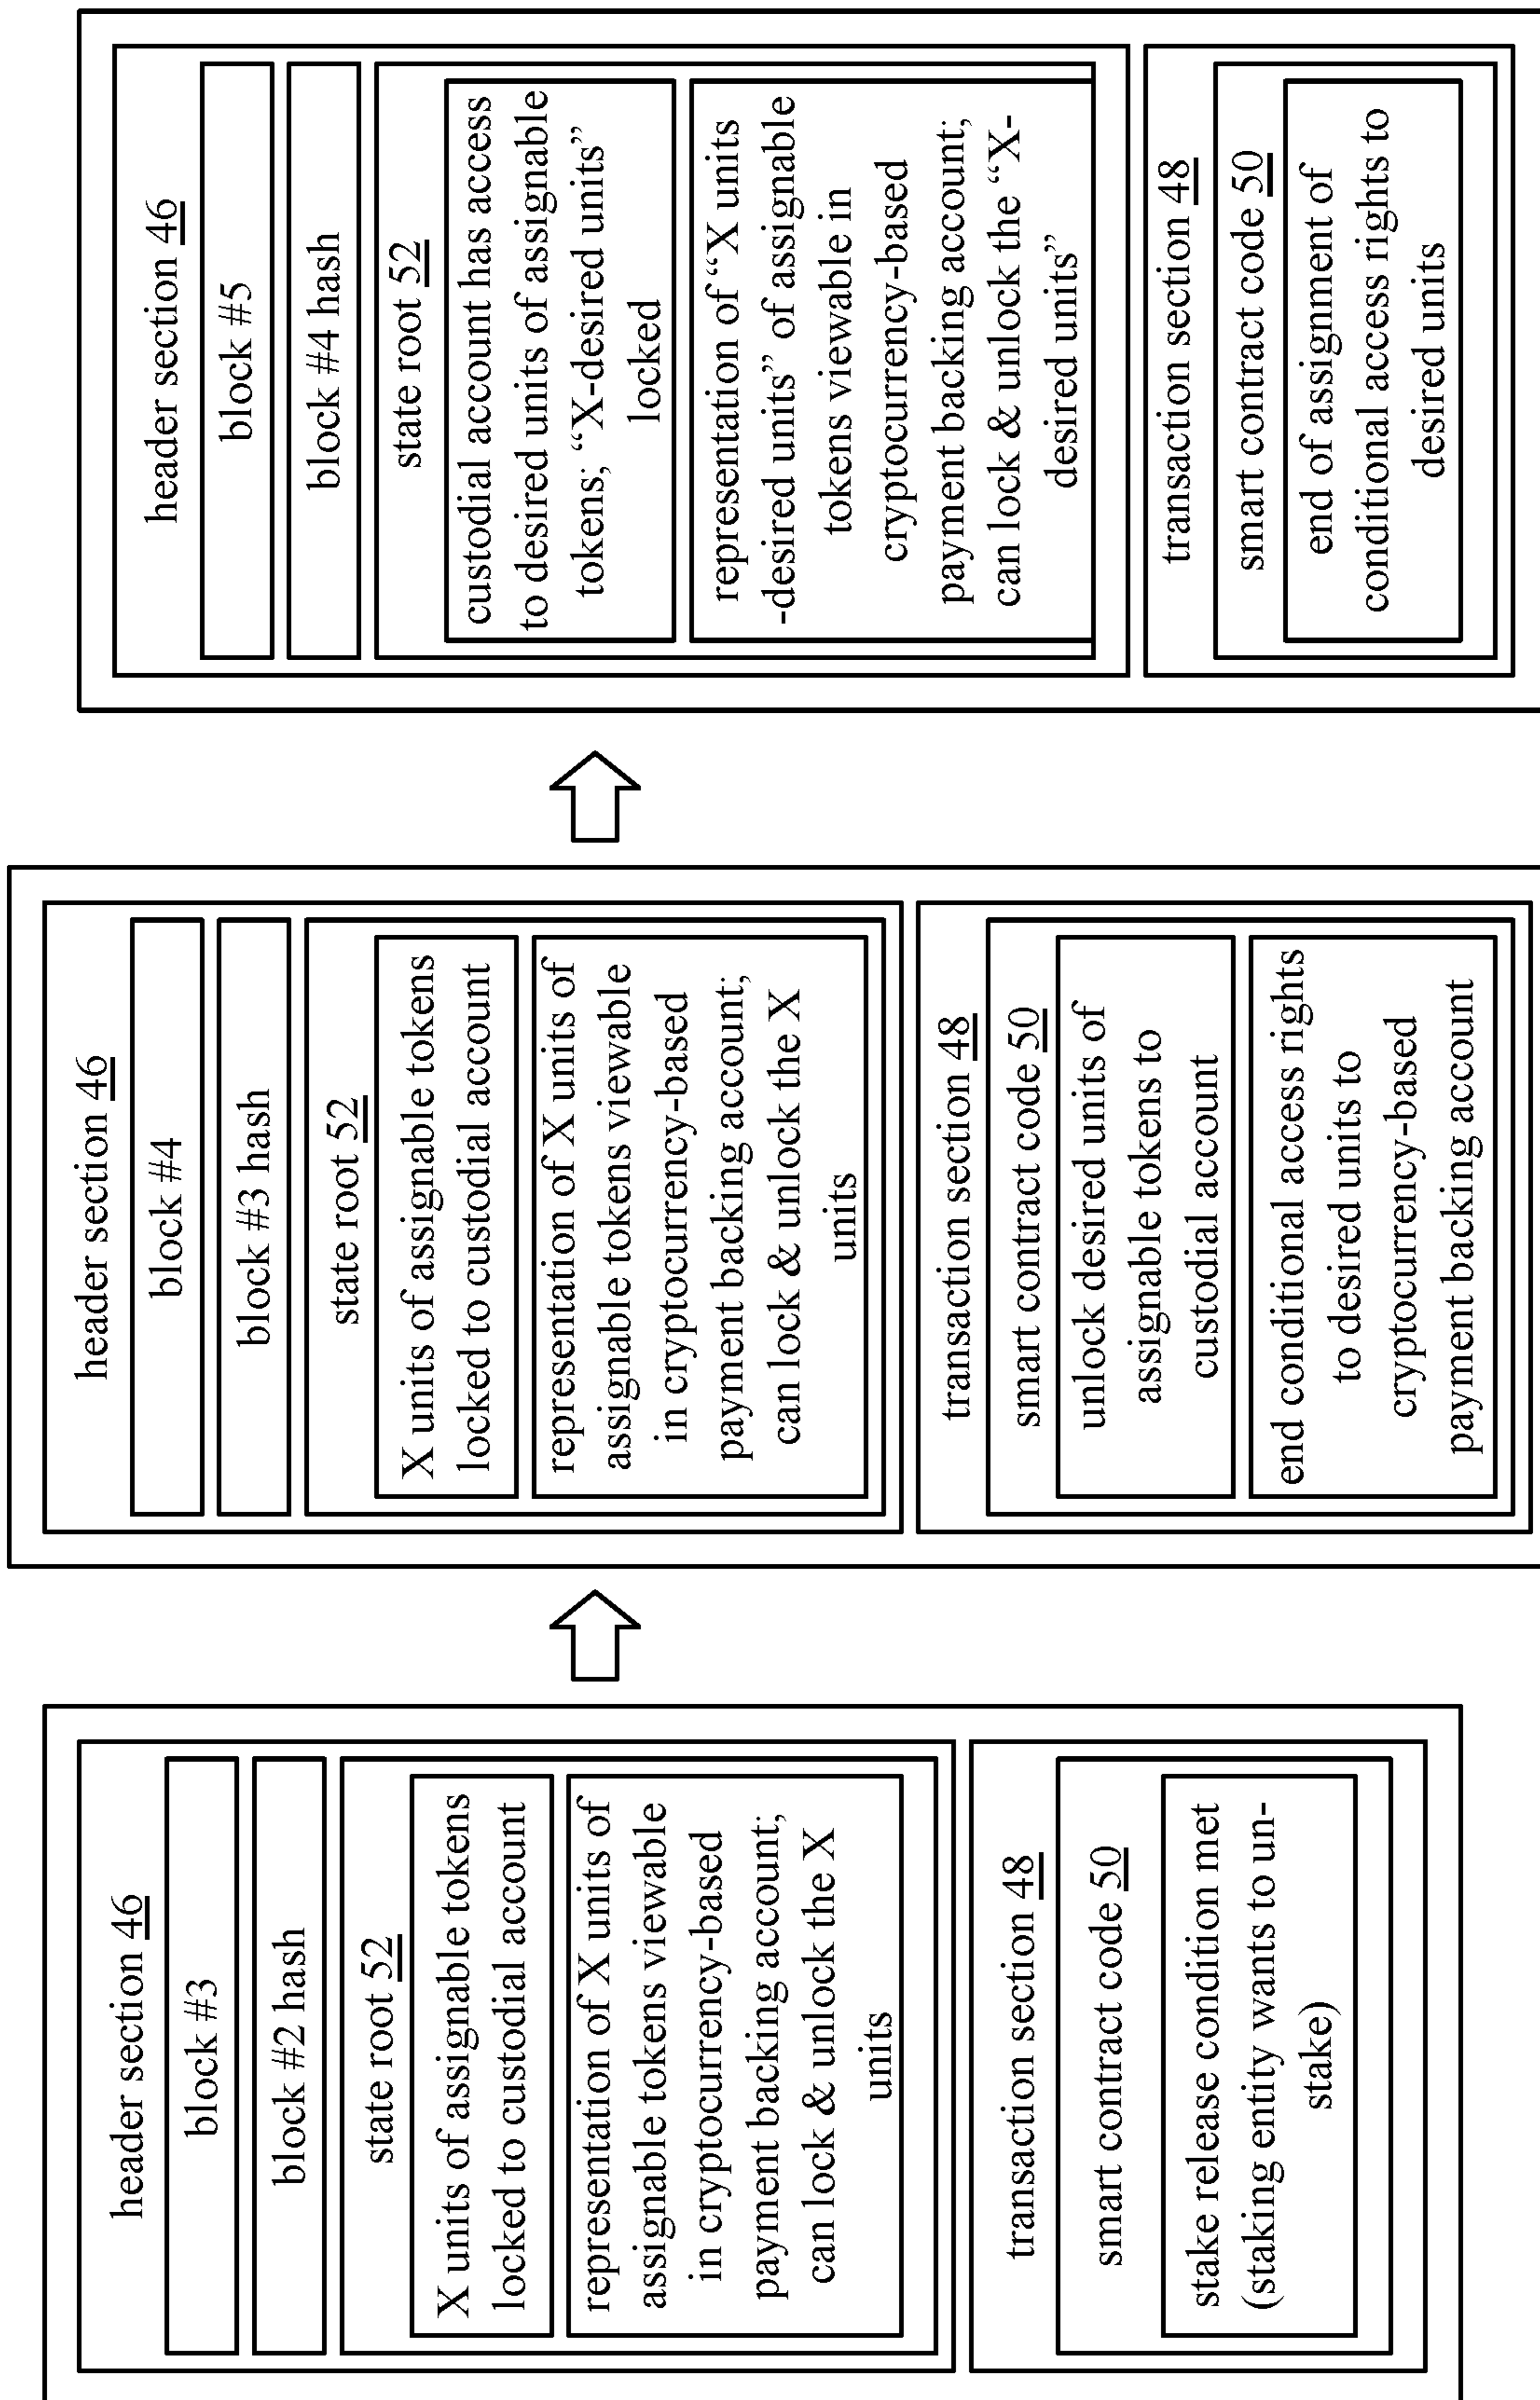 header section 46
block #3
block #2 hash
state root 52
X units of assignable tokens
locked to custodial account
representation of X units of
assignable tokens viewable
in cryptocurrency-based
payment backing account;
can lock & unlock the X
units
transaction section 48
smart contract code 50
stake release condition met
(staking entity wants to un-
stake)
header section 46
block #4
block #3 hash
state root 52
X units of assignable tokens
locked to custodial account
representation of X units of
assignable tokens viewable
in cryptocurrency-based
payment backing account;
can lock & unlock the X
units
transaction section 48
smart contract code 50
unlock desired units of
assignable tokens to
custodial account
end conditional access rights
to desired units to
cryptocurrency-based
payment backing account
header section 46
block #5
block #4 hash
state root 52
custodial account has access
to desired units of assignable
tokens; “X-desired units”
locked
representation of “X units
-desired units” of assignable
tokens viewable in
cryptocurrency-based
payment backing account;
can lock & unlock the “X-
desired units”
transaction section 48
smart contract code 50
end of assignment of
conditional access rights to
desired units